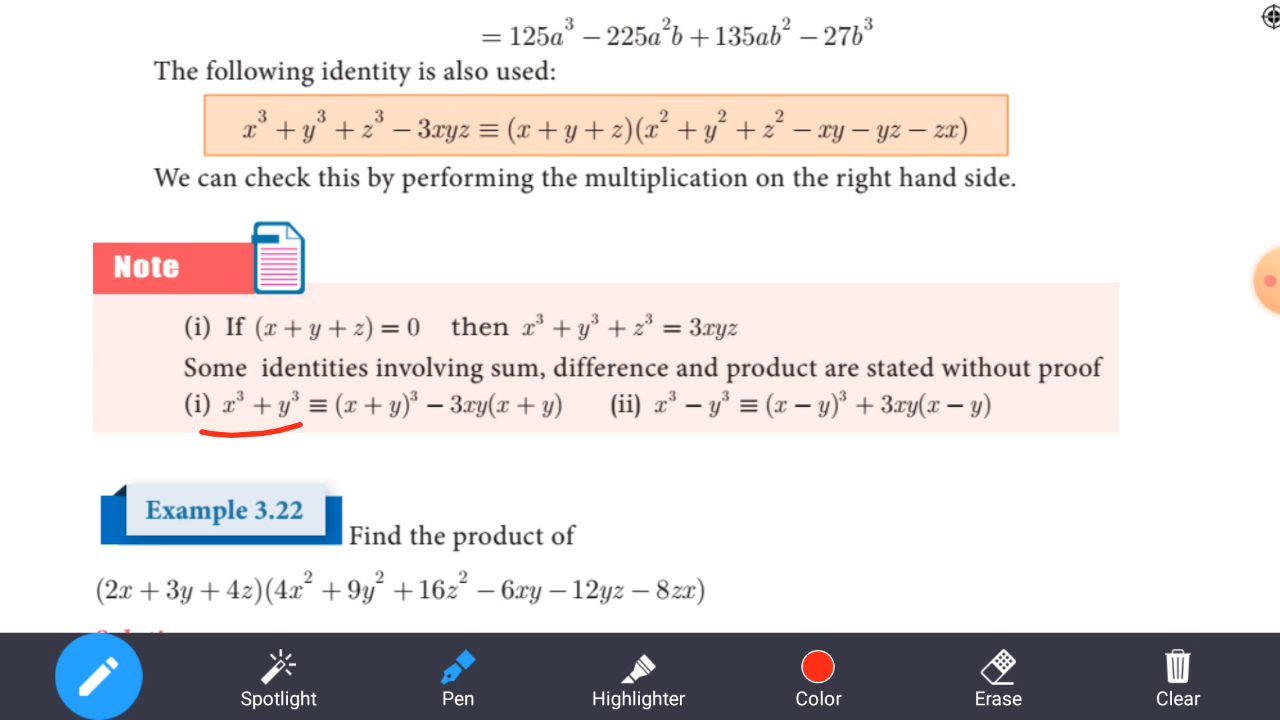 = 125a³ − 225a²b + 135ab² − 27b³
The following identity is also used:
x³ + y³ + z³ − 3xyz ≡ (x + y + z)(x² + y² + z² − xy − yz − zx)
We can check this by performing the multiplication on the right hand side.
Note
(i) If (x + y + z) = 0 then x³ + y³ + z³ = 3xyz
Some identities involving sum, difference and product are stated without proof
(i) x³ + y³ ≡ (x + y)³ − 3xy(x + y) (ii) x³ − y³ ≡ (x − y)³ + 3xy(x − y)
Example 3.22
Find the product of
(2x + 3y + 4z)(4x² + 9y² + 16z² − 6xy − 12yz − 8zx)
Spotlight Pen Highlighter Color Erase Clear